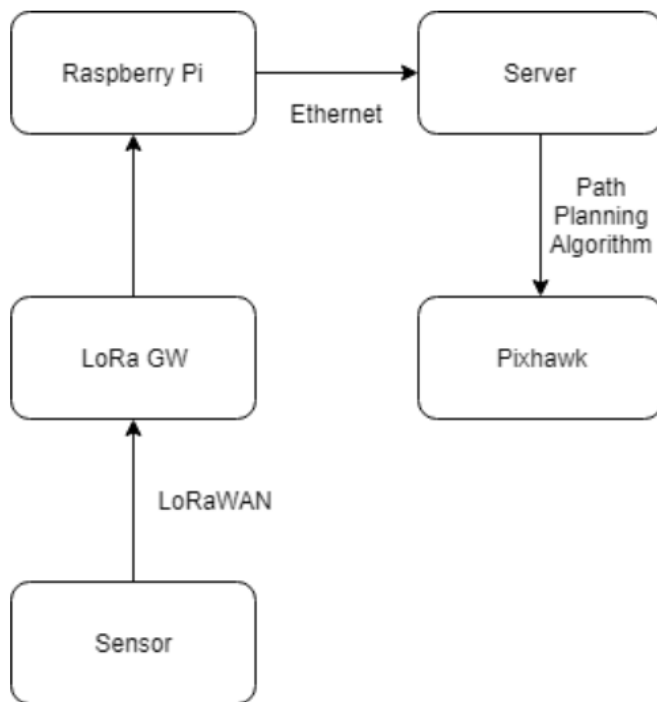 Raspberry Pi
Server
Ethernet
Path
Planning
Algorithm
LoRa GW
Pixhawk
LoRaWAN
Sensor